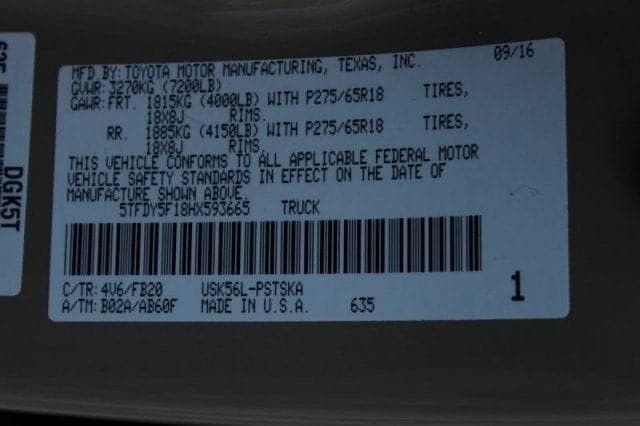 MFD BY: TOYOTA MOTOR MANUFACTURING, TEXAS, INC. 09/16
GVWR: 3270KG (7200LB)
GAWR: FRT. 1815KG (4000LB) WITH P275/65R18 TIRES,
18X8J RIMS.
RR. 1885KG (4150LB) WITH P275/65R18 TIRES,
18X8J RIMS.
THIS VEHICLE CONFORMS TO ALL APPLICABLE FEDERAL MOTOR
VEHICLE SAFETY STANDARDS IN EFFECT ON THE DATE OF
MANUFACTURE SHOWN ABOVE
5TFDY5F18HX593665 TRUCK
C/TR: 4V6/FB20 USK56L-PSTSKA 1
A/TM: B02A/AB60F MADE IN U.S.A. 635
635
DGK5T